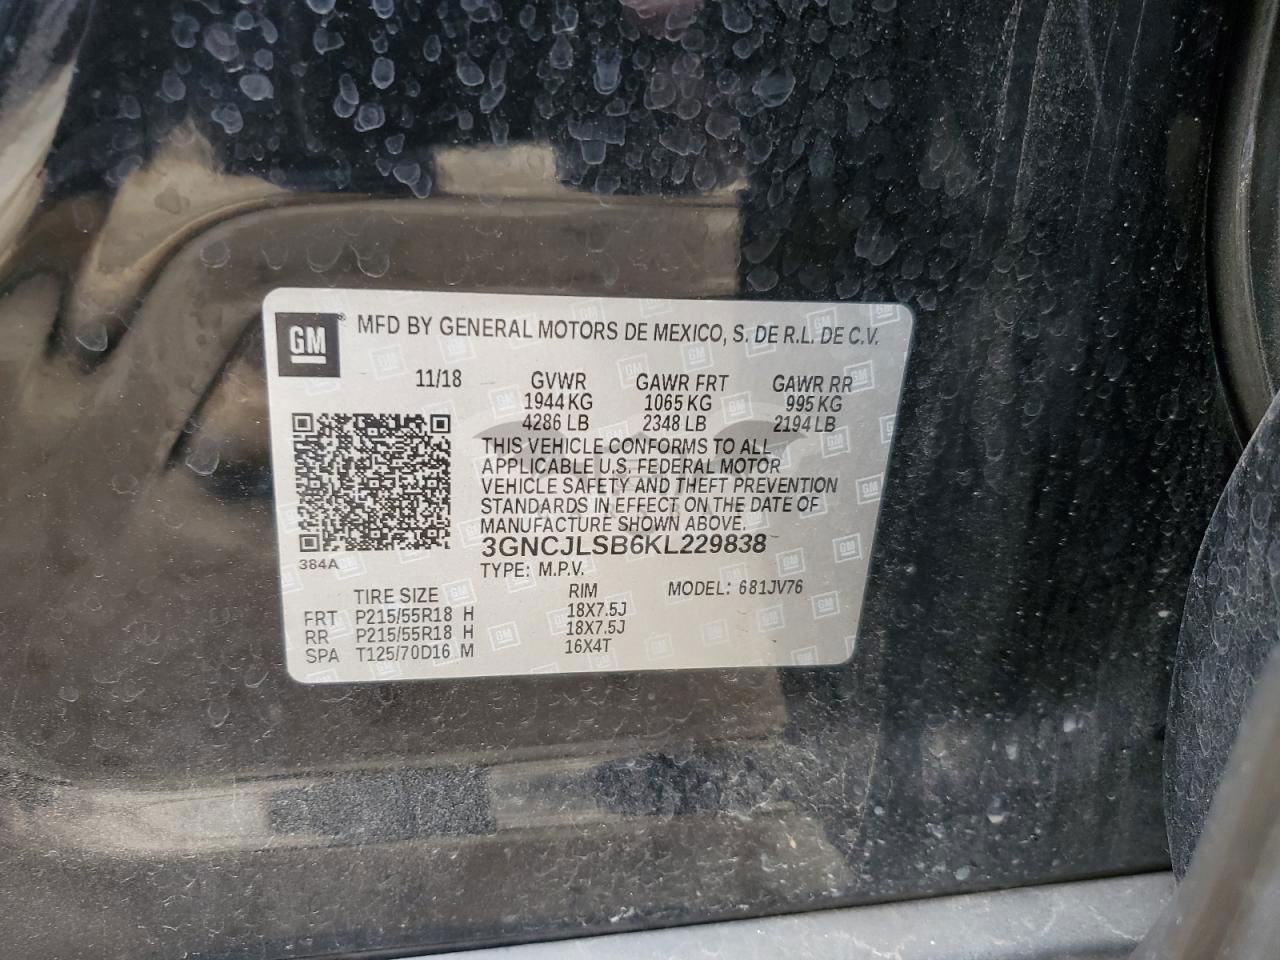 GM ® MFD BY GENERAL MOTORS DE MEXICO, S. DE R.L. DE C.V.
11/18 GVWR GAWR FRT GAWR RR
1944 KG 1065 KG 995 KG
4286 LB 2348 LB 2194 LB
THIS VEHICLE CONFORMS TO ALL
APPLICABLE U.S. FEDERAL MOTOR
VEHICLE SAFETY AND THEFT PREVENTION
STANDARDS IN EFFECT ON THE DATE OF
MANUFACTURE SHOWN ABOVE.
3GNCJLSB6KL229838
384A
TYPE: M.P.V.
TIRE SIZE RIM MODEL: 681JV76
FRT P215/55R18 H 18X7.5J
RR P215/55R18 H 18X7.5J
SPA T125/70D16 M 16X4T